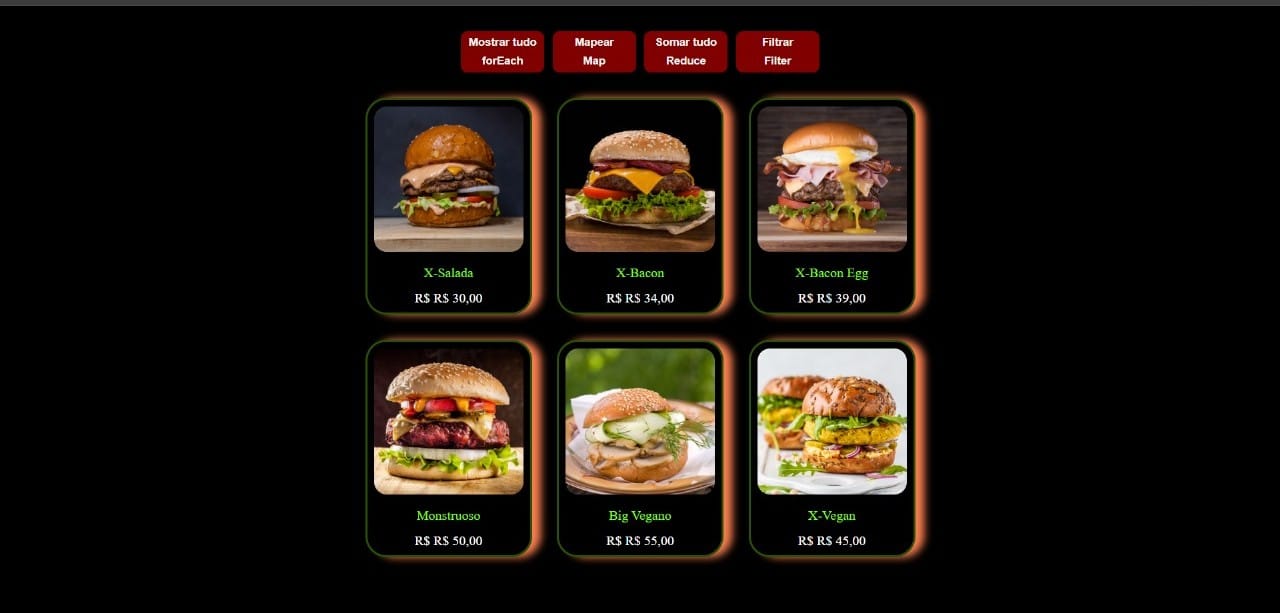 Mostrar tudo
forEach
Mapear
Map
Somar tudo
Reduce
Filtrar
Filter
X-Salada
R$ R$ 30,00
X-Bacon
R$ R$ 34,00
X-Bacon Egg
R$ R$ 39,00
Monstruoso
R$ R$ 50,00
Big Vegano
R$ R$ 55,00
X-Vegan
R$ R$ 45,00